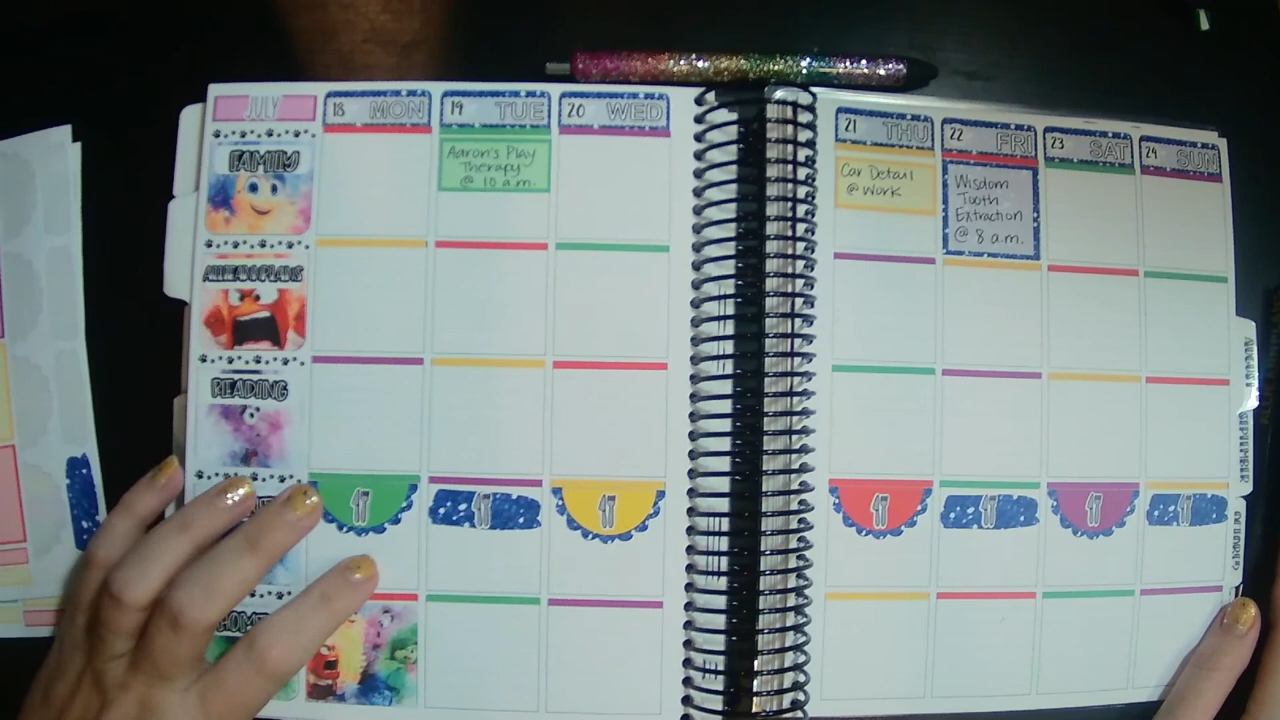 JULY
18 MON
19 TUE
20 WED
21 THU
22 FRI
23 SAT
24 SUN
FAMILY
Aaron's Play
Therapy
@ 10 a.m.
Car Detail
@ Work
Wisdom
Tooth
Extraction
@ 8 a.m.
READING
HOME